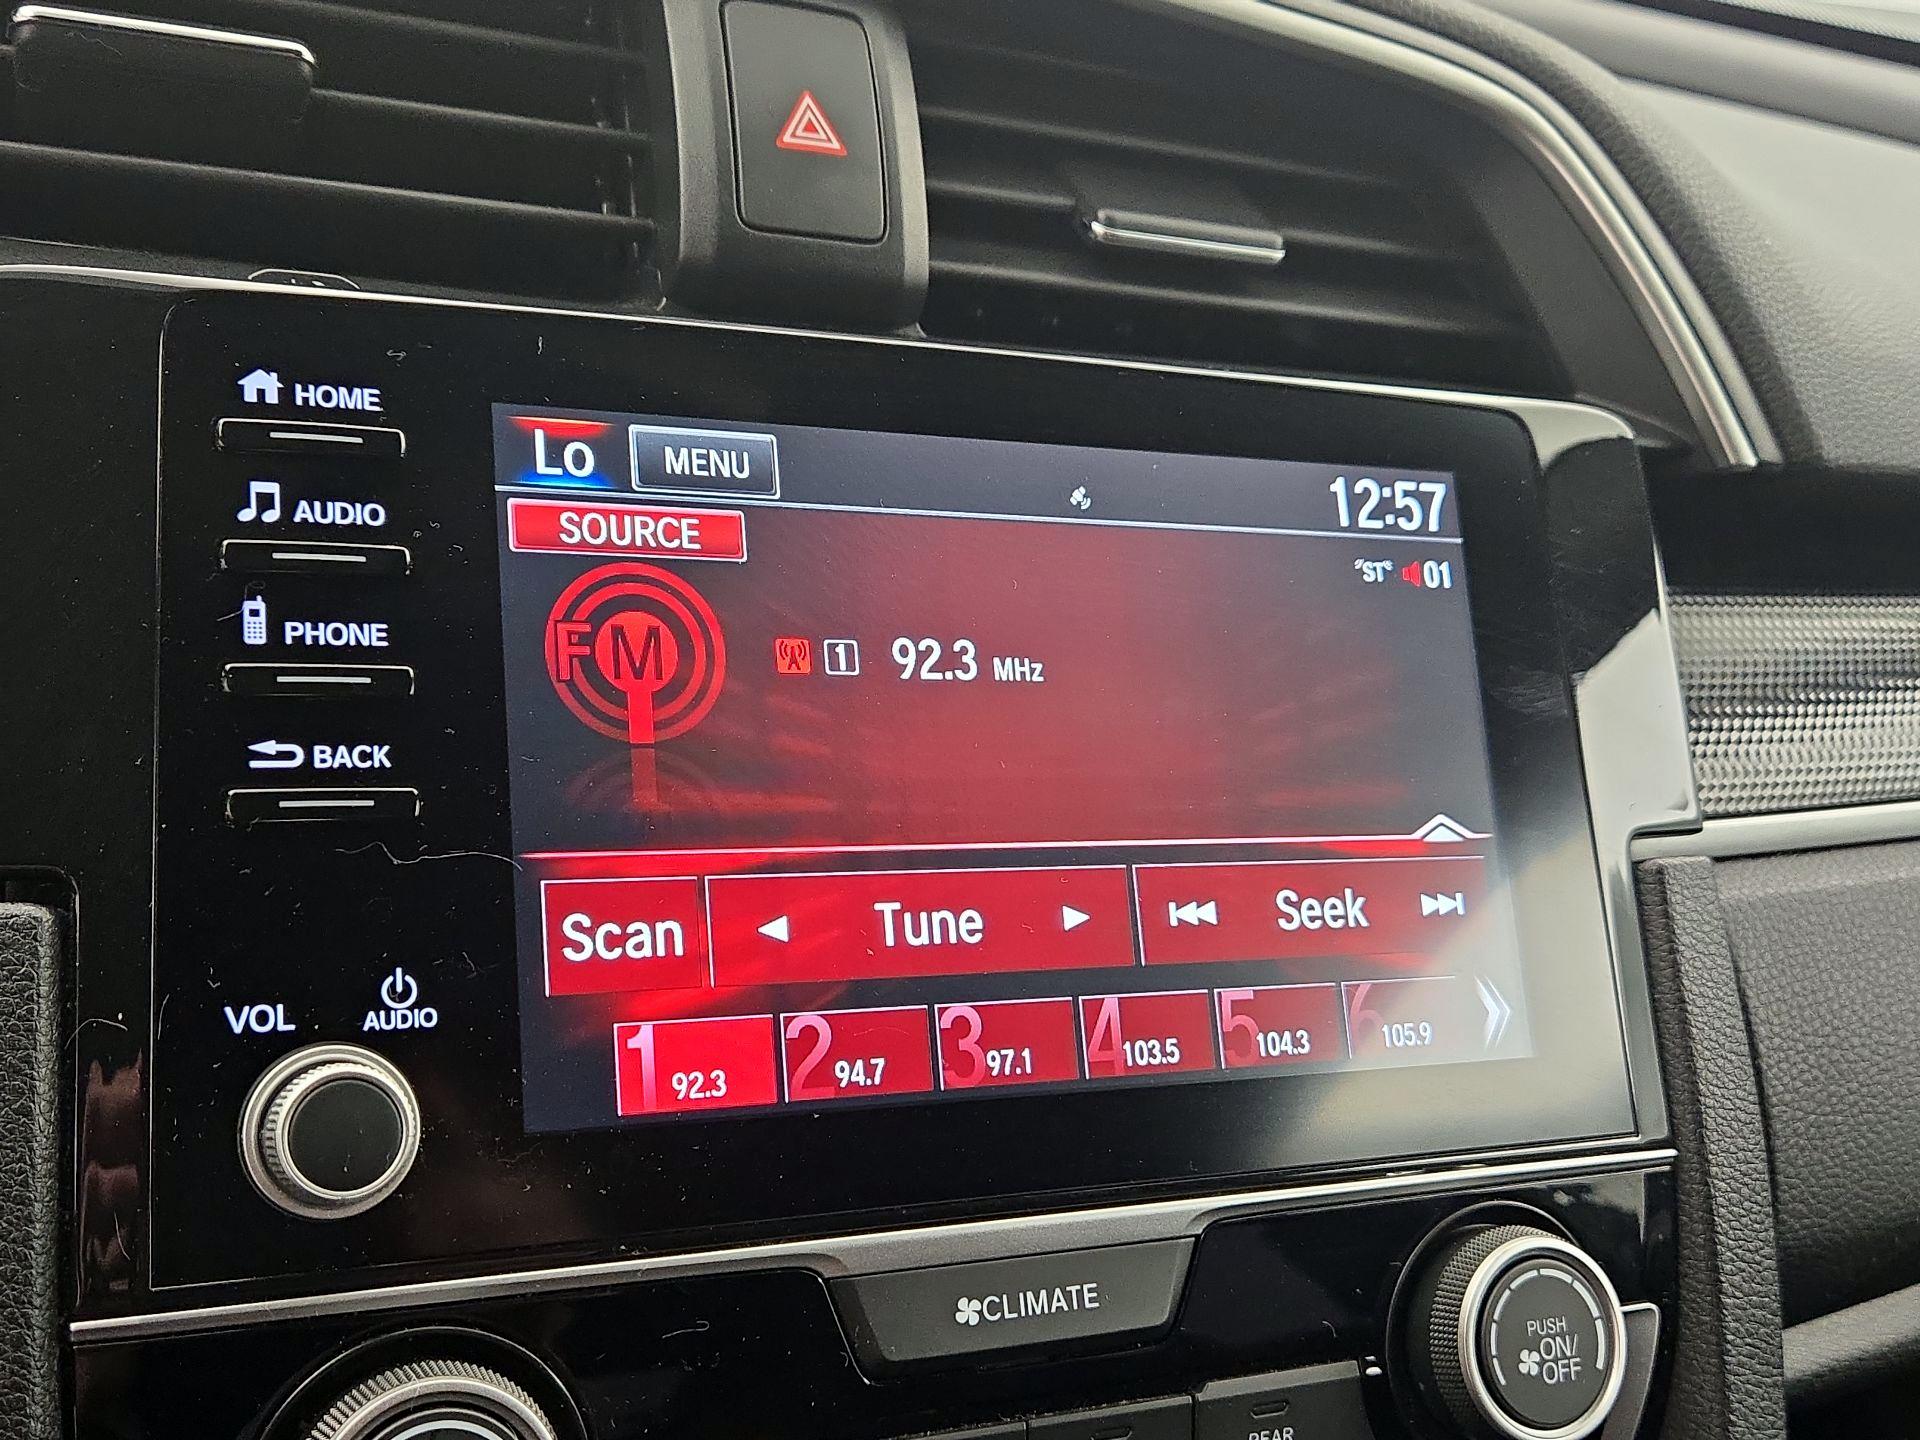 HOME
AUDIO
PHONE
BACK
VOL
AUDIO
Lo MENU 12:57
SOURCE
ST 01
FM 1 92.3 MHz
Scan Tune Seek
1 92.3 2 94.7 3 97.1 4 103.5 5 104.3 6 105.9
CLIMATE
PUSH
ON/
OFF
REAR